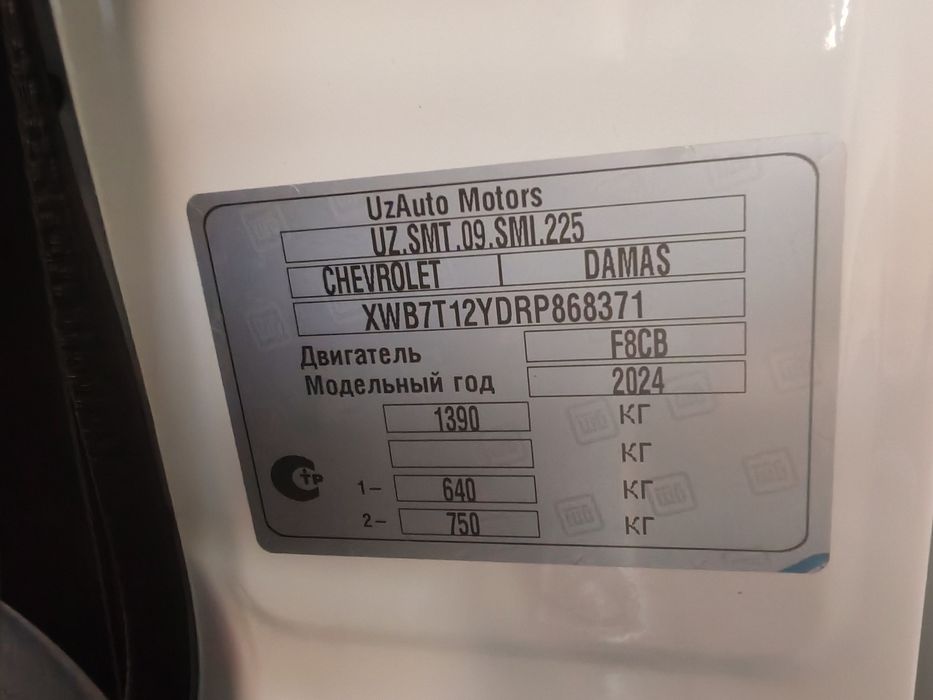 UzAuto Motors
UZ.SMT.09.SMI.225
CHEVROLET DAMAS
XWB7T12YDRP868371
Двигатель F8CB
Модельный год 2024
1390 КГ
КГ
1- 640 КГ
2- 750 КГ
СТР